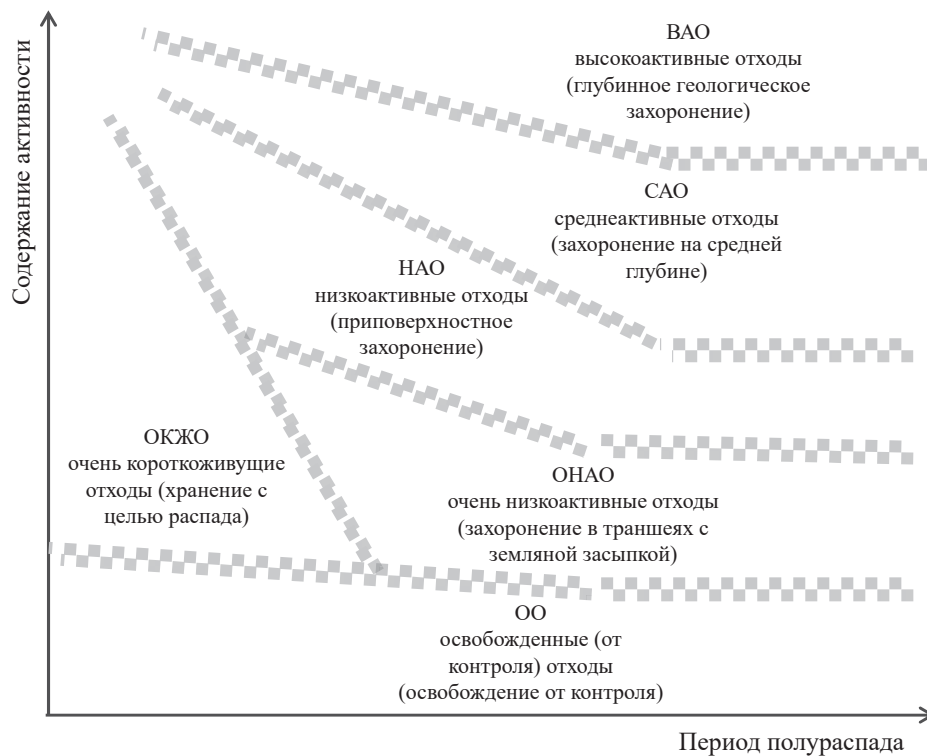 Содержание активности
ВАО
высокоактивные отходы
(глубинное геологическое
захоронение)
САО
среднеактивные отходы
(захоронение на средней
глубине)
НАО
низкоактивные отходы
(приповерхностное
захоронение)
ОКЖО
очень короткоживущие
отходы (хранение с
целью распада)
ОНАО
очень низкоактивные отходы
(захоронение в траншеях с
земляной засыпкой)
ОО
освобожденные (от
контроля) отходы
(освобождение от контроля)
Период полураспада